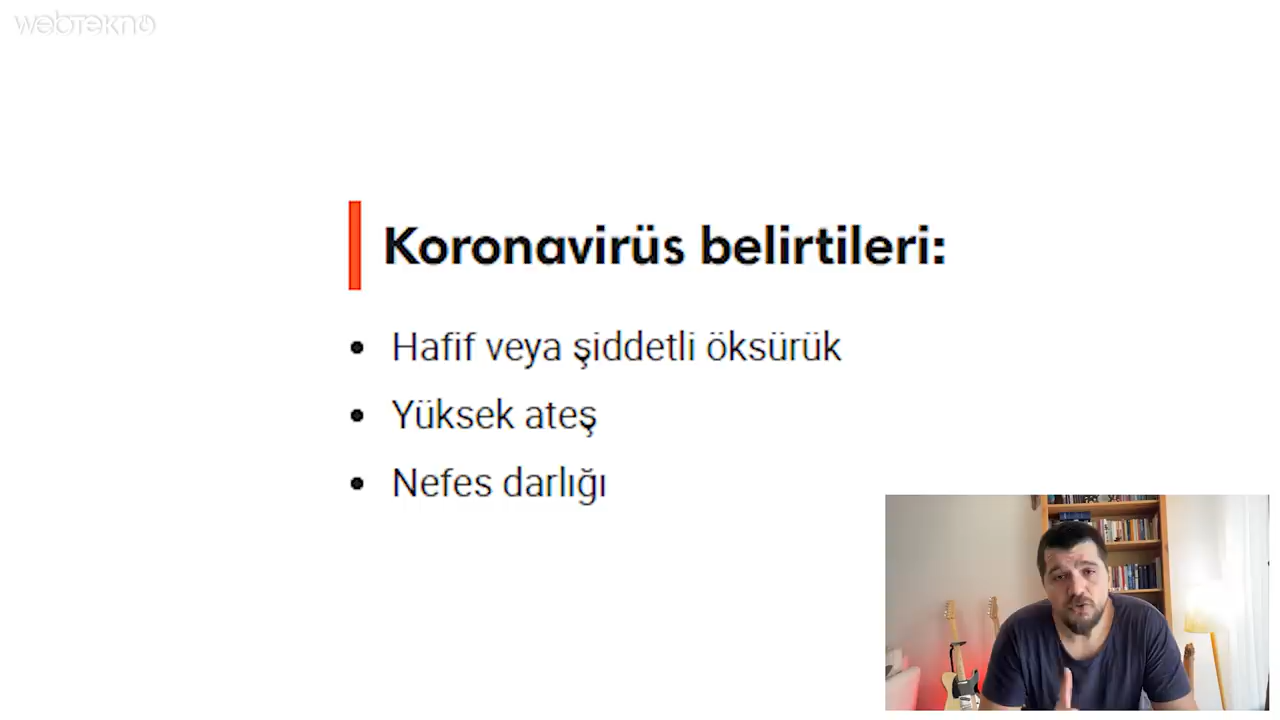 webtekno
Koronavirüs belirtileri:
• Hafif veya şiddetli öksürük
• Yüksek ateş
• Nefes darlığı